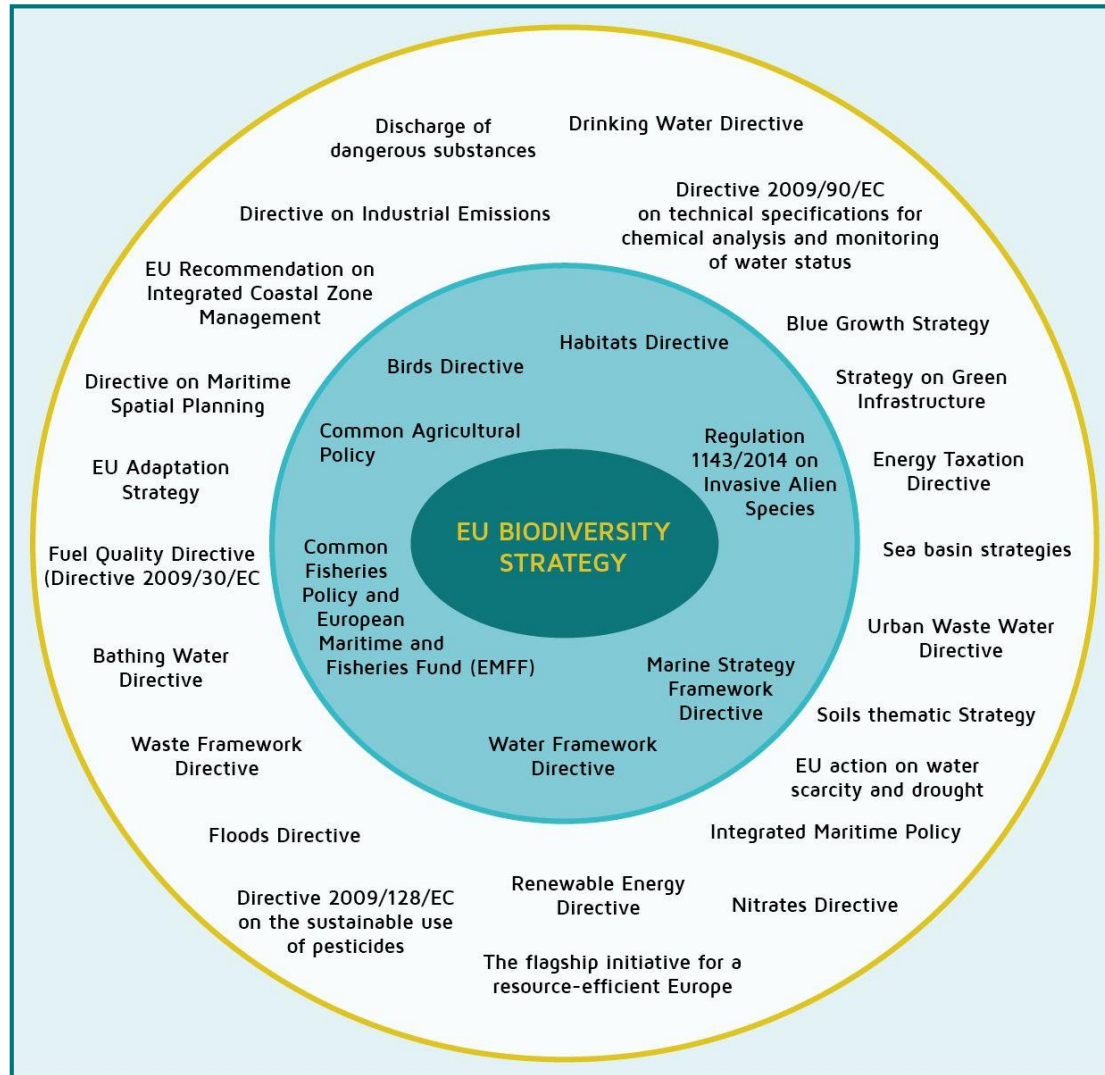 Discharge of
dangerous substances
Drinking Water Directive
Directive on Industrial Emissions
Directive 2009/90/EC
on technical specifications for
chemical analysis and monitoring
of water status
EU Recommendation on
Integrated Coastal Zone
Management
Blue Growth Strategy
Habitats Directive
Birds Directive
Directive on Maritime
Spatial Planning
Strategy on Green
Infrastructure
Common Agricultural
Policy
Regulation
1143/2014 on
Invasive Alien
Species
EU Adaptation
Strategy
Energy Taxation
Directive
EU BIODIVERSITY
STRATEGY
Fuel Quality Directive
(Directive 2009/30/EC
Common
Fisheries
Policy and
European
Maritime and
Fisheries Fund (EMFF)
Sea basin strategies
Urban Waste Water
Directive
Bathing Water
Directive
Marine Strategy
Framework
Directive
Soils thematic Strategy
Waste Framework
Directive
Water Framework
Directive
EU action on water
scarcity and drought
Floods Directive
Integrated Maritime Policy
Directive 2009/128/EC
on the sustainable use
of pesticides
Renewable Energy
Directive
Nitrates Directive
The flagship initiative for a
resource-efficient Europe